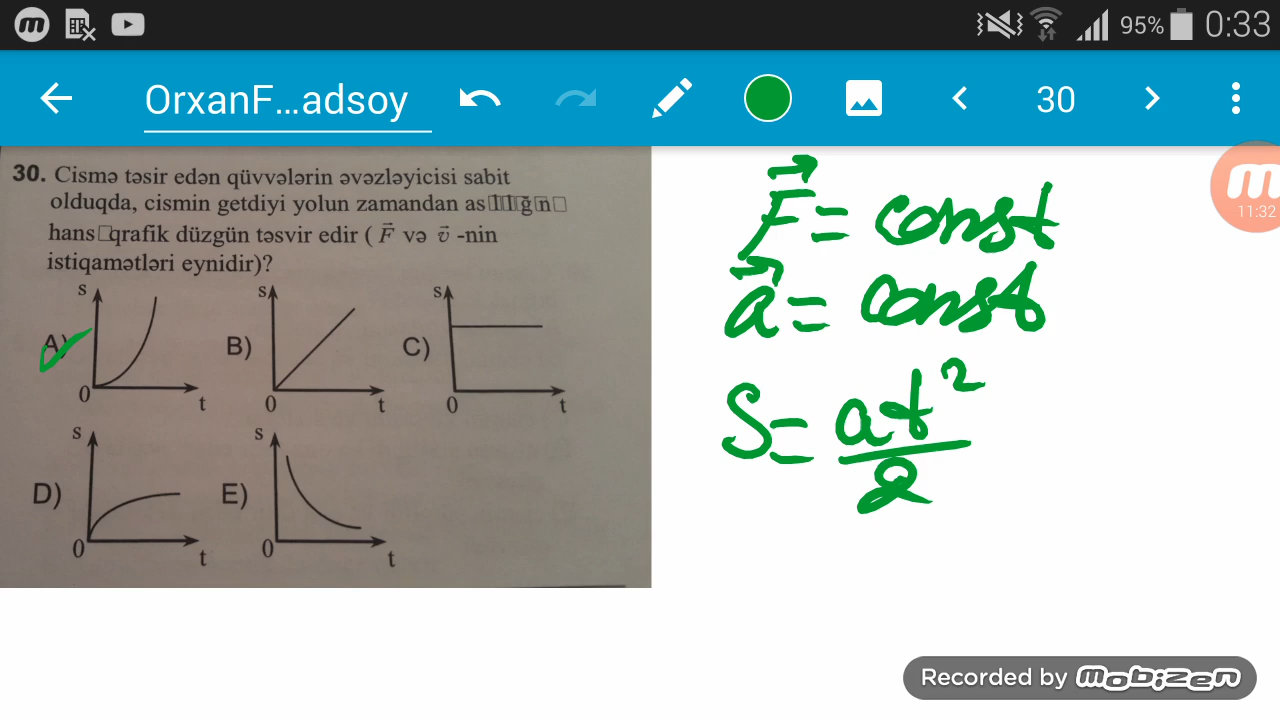 95% 0:33
OrxanF...adsoy 30
30. Cismə təsir edən qüvvələrin əvəzləyicisi sabit
olduqda, cismin getdiyi yolun zamandan
qrafik düzgün təsvir edir ( F⃗ və v⃗ -nin
istiqamətləri eynidir)?
A) s 0 t
B) s 0 t
C) s 0 t
D) s 0 t
E) s 0 t
F⃗ = const
a⃗ = const
S = at²/2
11:32
Recorded by mobizen